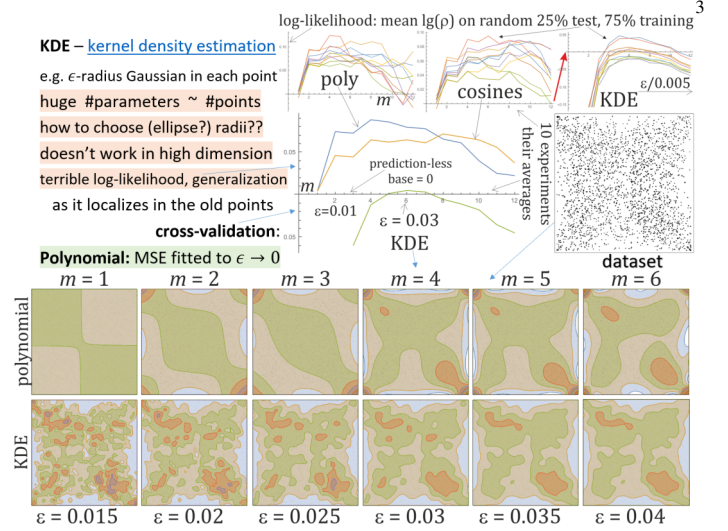 3
log-likelihood: mean lg(ρ) on random 25% test, 75% training
KDE – kernel density estimation
e.g. ϵ-radius Gaussian in each point
huge #parameters ~ #points
how to choose (ellipse?) radii??
doesn't work in high dimension
terrible log-likelihood, generalization
as it localizes in the old points
cross-validation:
Polynomial: MSE fitted to ϵ → 0
poly
m
cosines
KDE
ε/0.005
10 experiments
their averages
prediction-less
base = 0
m
ε=0.01
ε = 0.03
KDE
dataset
m = 1 m = 2 m = 3 m = 4 m = 5 m = 6
polynomial
KDE
ε = 0.015 ε = 0.02 ε = 0.025 ε = 0.03 ε = 0.035 ε = 0.04